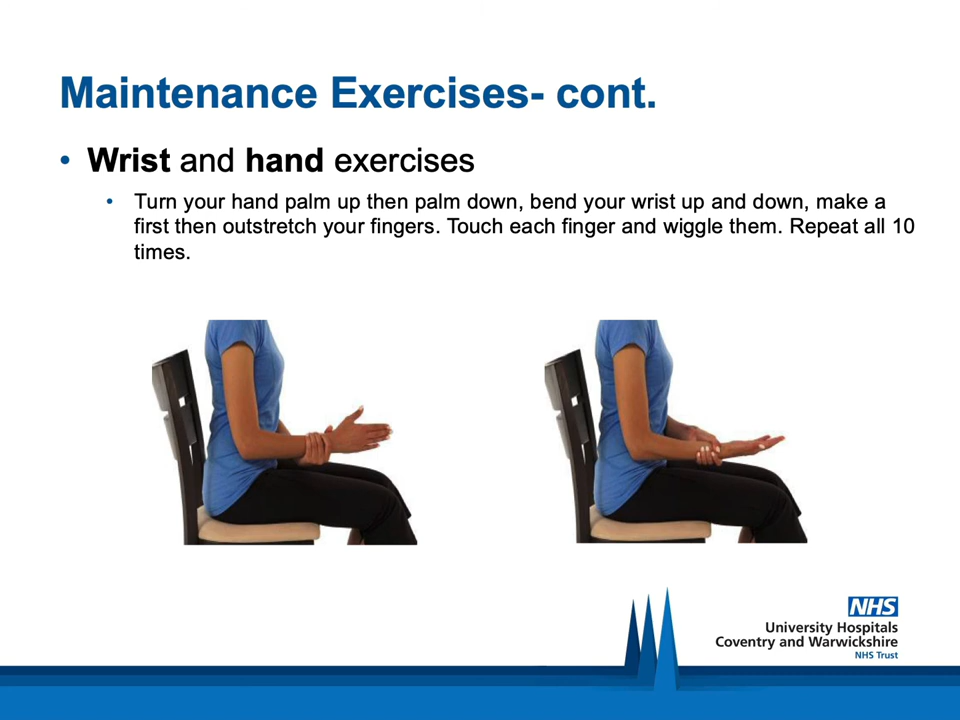 Maintenance Exercises- cont.
• Wrist and hand exercises
• Turn your hand palm up then palm down, bend your wrist up and down, make a
first then outstretch your fingers. Touch each finger and wiggle them. Repeat all 10
times.
NHS
University Hospitals
Coventry and Warwickshire
NHS Trust